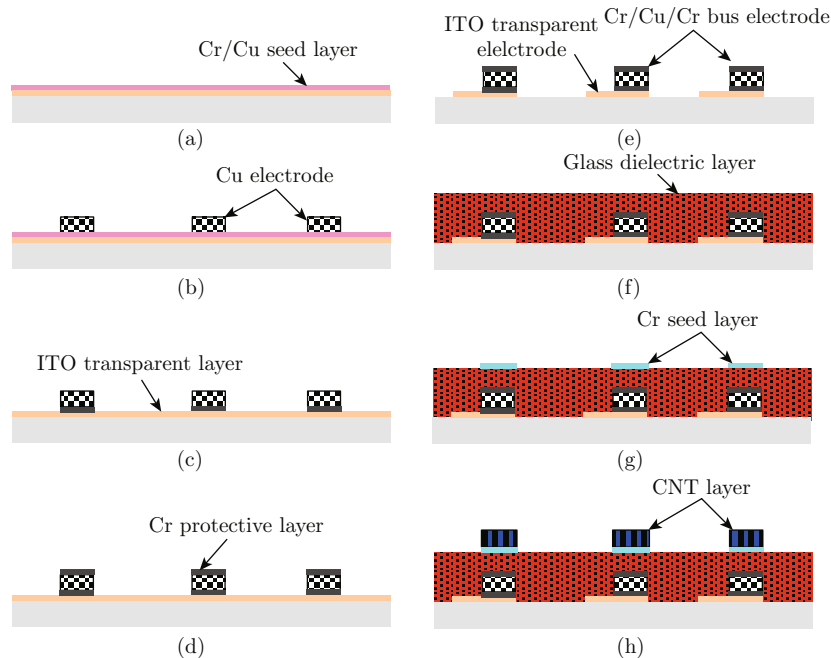 Cr/Cu seed layer
(a)
Cu electrode
(b)
ITO transparent layer
(c)
Cr protective layer
(d)
ITO transparent
elelctrode
Cr/Cu/Cr bus electrode
(e)
Glass dielectric layer
(f)
Cr seed layer
(g)
CNT layer
(h)